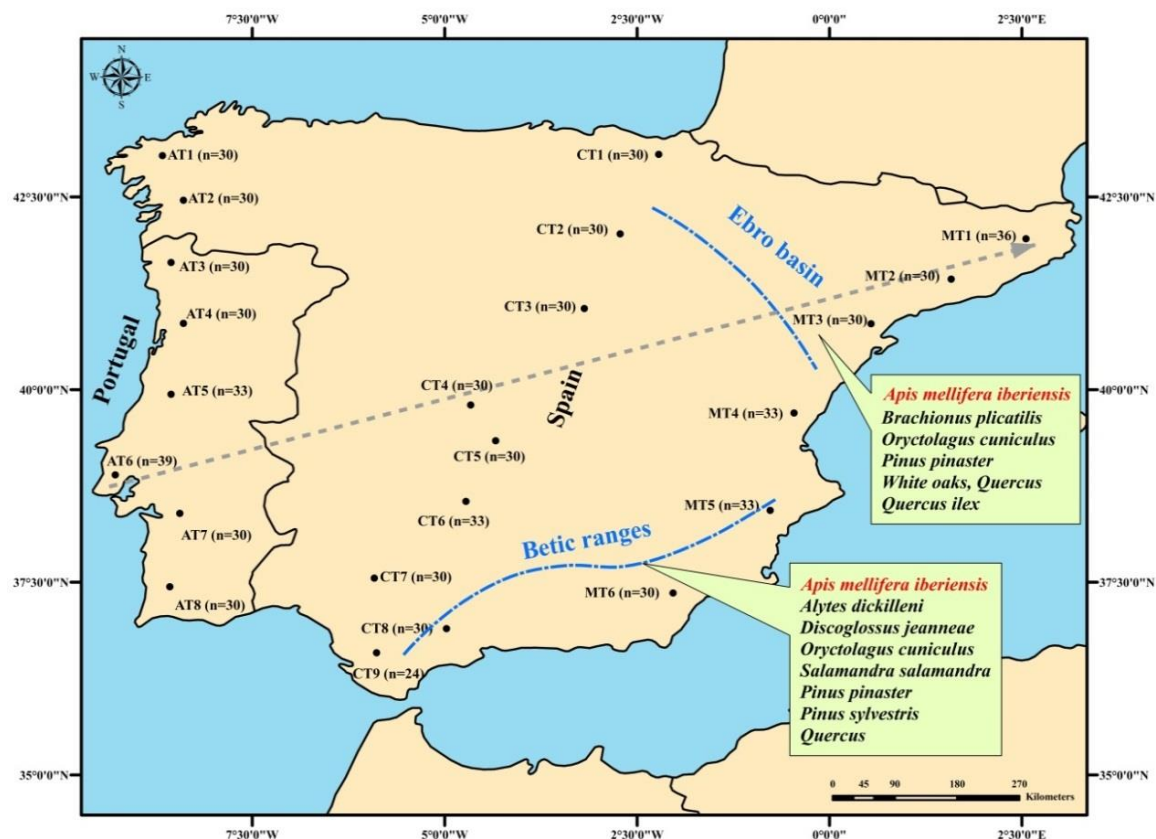 7°30'0"W 5°0'0"W 2°30'0"W 0°0'0" 2°30'0"E
N
W E
S
AT1 (n=30)
CT1 (n=30)
42°30'0"N 42°30'0"N
AT2 (n=30)
CT2 (n=30)
Ebro basin
MT1 (n=36)
AT3 (n=30)
MT2 (n=30)
CT3 (n=30)
AT4 (n=30)
MT3 (n=30)
Portugal
CT4 (n=30)
Spain
40°0'0"N 40°0'0"N
AT5 (n=33)
MT4 (n=33)
Apis mellifera iberiensis
Brachionus plicatilis
Oryctolagus cuniculus
Pinus pinaster
White oaks, Quercus
Quercus ilex
CT5 (n=30)
AT6 (n=39)
CT6 (n=33)
MT5 (n=33)
AT7 (n=30)
Betic ranges
37°30'0"N 37°30'0"N
CT7 (n=30)
AT8 (n=30)
MT6 (n=30)
Apis mellifera iberiensis
Alytes dickilleni
Discoglossus jeanneae
Oryctolagus cuniculus
Salamandra salamandra
Pinus pinaster
Pinus sylvestris
Quercus
CT8 (n=30)
CT9 (n=24)
35°0'0"N 35°0'0"N
0 45 90 180 270
Kilometers
7°30'0"W 5°0'0"W 2°30'0"W 0°0'0" 2°30'0"E